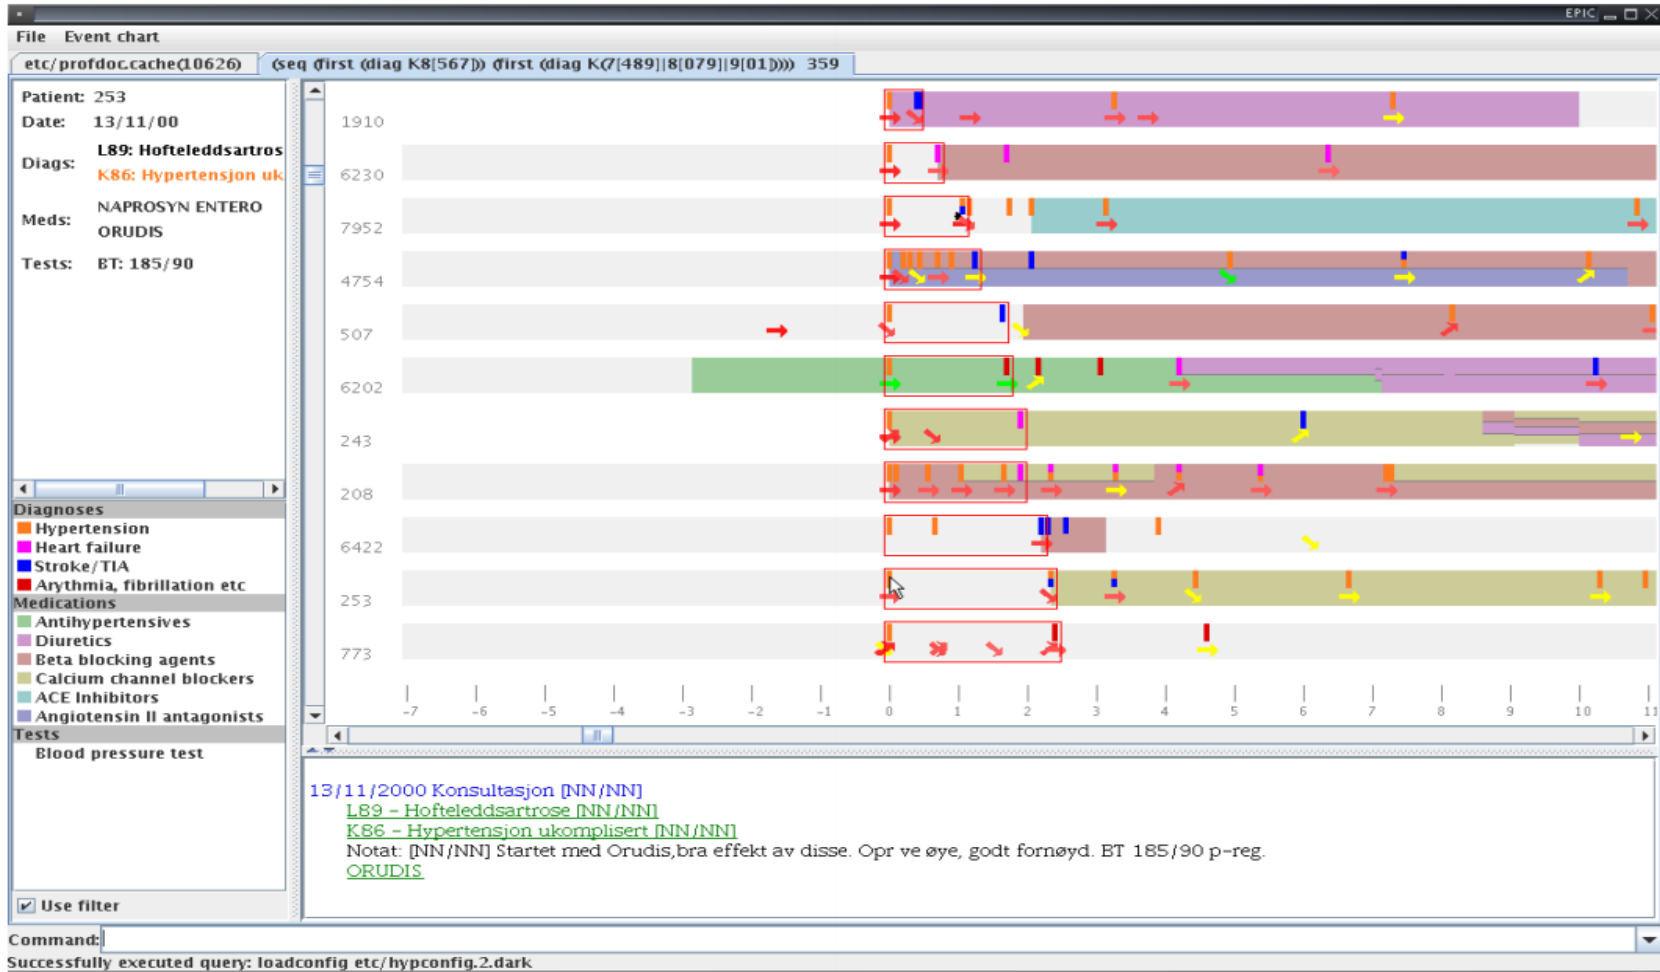 EPIC
File Event chart
etc/profdoc.cache(10626) (seq (first (diag K8[567])) (first (diag K(7[489]|8[079]|9[01])))) 359
Patient: 253
Date: 13/11/00
Diags: L89: Hofteleddsartros
K86: Hypertensjon uk
Meds: NAPROSYN ENTERO
ORUDIS
Tests: BT: 185/90
Diagnoses
Hypertension
Heart failure
Stroke/TIA
Arythmia, fibrillation etc
Medications
Antihypertensives
Diuretics
Beta blocking agents
Calcium channel blockers
ACE Inhibitors
Angiotensin II antagonists
Tests
Blood pressure test
Use filter
1910
6230
7952
4754
507
6202
243
208
6422
253
773
-7 -6 -5 -4 -3 -2 -1 0 1 2 3 4 5 6 7 8 9 10 11
13/11/2000 Konsultasjon [NN/NN]
L89 - Hofteleddsartrose [NN/NN]
K86 - Hypertensjon ukomplisert [NN/NN]
Notat: [NN/NN] Startet med Orudis,bra effekt av disse. Opr ve øye, godt fornøyd. BT 185/90 p-reg.
ORUDIS
Command:
Successfully executed query: loadconfig etc/hypconfig.2.dark